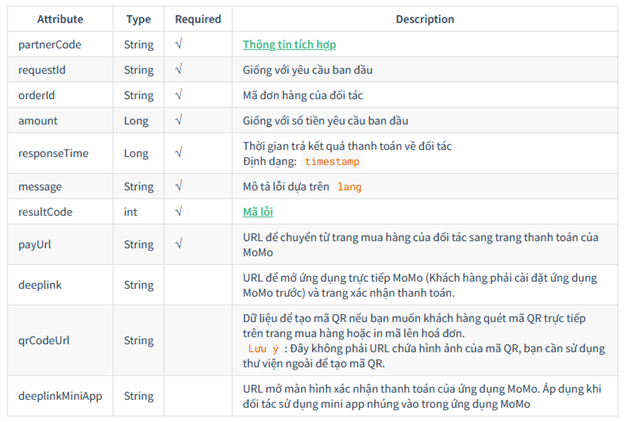 Attribute Type Required Description
partnerCode String √ Thông tin tích hợp
requestId String √ Giống với yêu cầu ban đầu
orderId String √ Mã đơn hàng của đối tác
amount Long √ Giống với số tiền yêu cầu ban đầu
responseTime Long √ Thời gian trả kết quả thanh toán về đối tác
Định dạng: timestamp
message String √ Mô tả lỗi dựa trên lang
resultCode int √ Mã lỗi
payUrl String √ URL để chuyển từ trang mua hàng của đối tác sang trang thanh toán của
MoMo
deeplink String URL để mở ứng dụng trực tiếp MoMo (Khách hàng phải cài đặt ứng dụng
MoMo trước) và trang xác nhận thanh toán.
qrCodeUrl String Dữ liệu để tạo mã QR nếu bạn muốn khách hàng quét mã QR trực tiếp
trên trang mua hàng hoặc in mã lên hoá đơn.
Lưu ý : Đây không phải URL chứa hình ảnh của mã QR, bạn cần sử dụng
thư viện ngoài để tạo mã QR.
deeplinkMiniApp String URL mở màn hình xác nhận thanh toán của ứng dụng MoMo. Áp dụng khi
đối tác sử dụng mini app nhúng vào trong ứng dụng MoMo